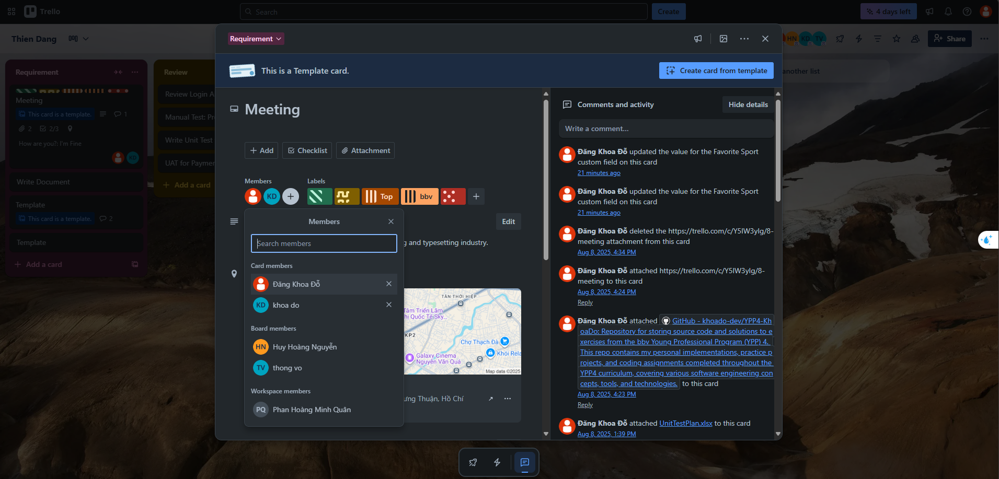 Trello
Search
Create
4 days left
Thien Dang
HN
KD
TV
Share
Requirement
Meeting
This card is a template.
1
2
2/3
How are you?: I'm Fine
KD
Write Document
Template
This card is a template.
2
Template
Add a card
Review
Review Login A
Manual Test: Pr
Write Unit Test
UAT for Paymer
Add a card
another list
Requirement
This is a Template card.
Create card from template
Meeting
Add
Checklist
Attachment
Members
Labels
KD
Top
bbv
Edit
g and typesetting industry.
Members
Search members
Card members
Đăng Khoa Đỗ
KD
khoa do
Board members
HN
Huy Hoàng Nguyễn
TV
thong vo
Workspace members
PQ
Phan Hoàng Minh Quân
TÂN THỚI HIỆP
Tâm Triển Lãm
hị Quốc Tế Sky...
KP2
Chợ Thạch Đà
Khói Rela
Galaxy Cinema
Nguyễn Văn Quá
Map data ©2025
ưng Thuận, Hồ Chí
Comments and activity
Hide details
Write a comment...
Đăng Khoa Đỗ updated the value for the Favorite Sport
custom field on this card
21 minutes ago
Đăng Khoa Đỗ updated the value for the Favorite Sport
custom field on this card
21 minutes ago
Đăng Khoa Đỗ deleted the https://trello.com/c/Y5IW3ylg/8-
meeting attachment from this card
Aug 8, 2025, 4:34 PM
Đăng Khoa Đỗ attached https://trello.com/c/Y5IW3ylg/8-
meeting to this card
Aug 8, 2025, 4:24 PM
Reply
Đăng Khoa Đỗ attached GitHub - khoado-dev/YPP4-Kh
oaDo: Repository for storing source code and solutions to e
xercises from the bbv Young Professional Program (YPP) 4.
This repo contains my personal implementations, practice p
rojects, and coding assignments completed throughout the
YPP4 curriculum, covering various software engineering con
cepts, tools, and technologies. to this card
Aug 8, 2025, 4:23 PM
Reply
Đăng Khoa Đỗ attached UnitTestPlan.xlsx to this card
Aug 8, 2025, 1:39 PM